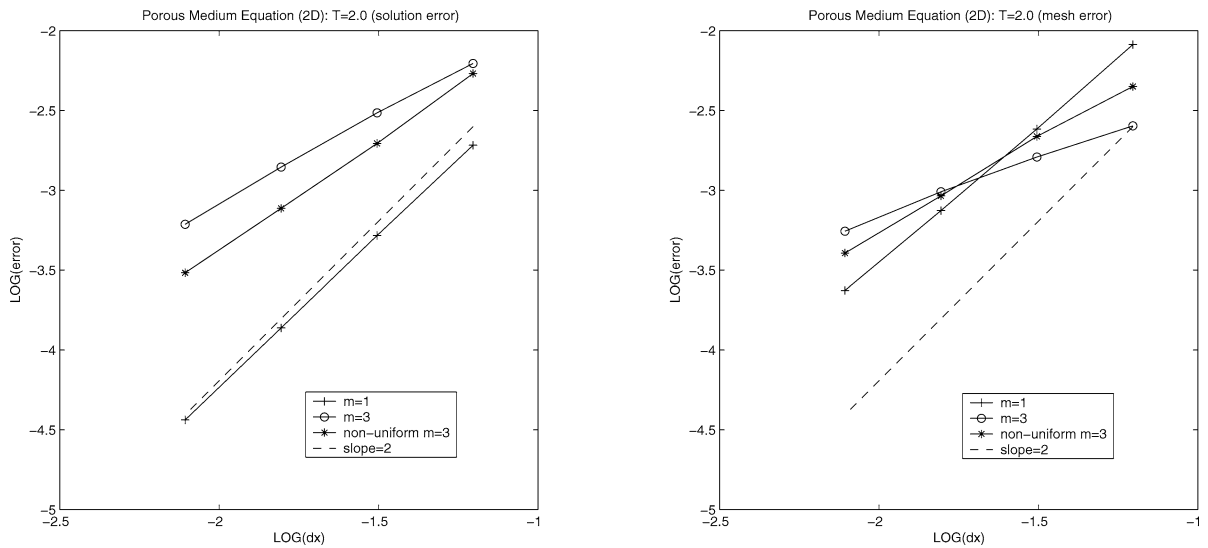 Porous Medium Equation (2D): T=2.0 (solution error)
−2
−2.5
−3
−3.5
−4
−4.5
−5
LOG(error)
m=1
m=3
non−uniform m=3
slope=2
−2.5
−2
−1.5
−1
LOG(dx)
Porous Medium Equation (2D): T=2.0 (mesh error)
−2
−2.5
−3
−3.5
−4
−4.5
−5
LOG(error)
m=1
m=3
non−uniform m=3
slope=2
−2.5
−2
−1.5
−1
LOG(dx)